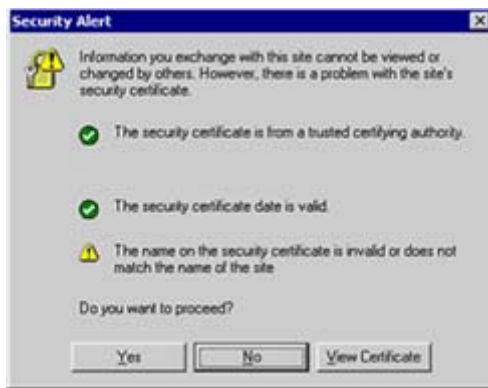 Security Alert
Information you exchange with this site cannot be viewed or
changed by others. However, there is a problem with the site's
security certificate.
The security certificate is from a trusted certifying authority.
The security certificate date is valid.
The name on the security certificate is invalid or does not
match the name of the site
Do you want to proceed?
Yes No View Certificate